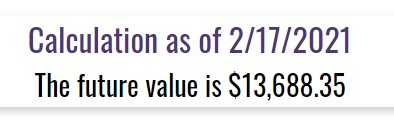 Calculation as of 2/17/2021
The future value is $13,688.35